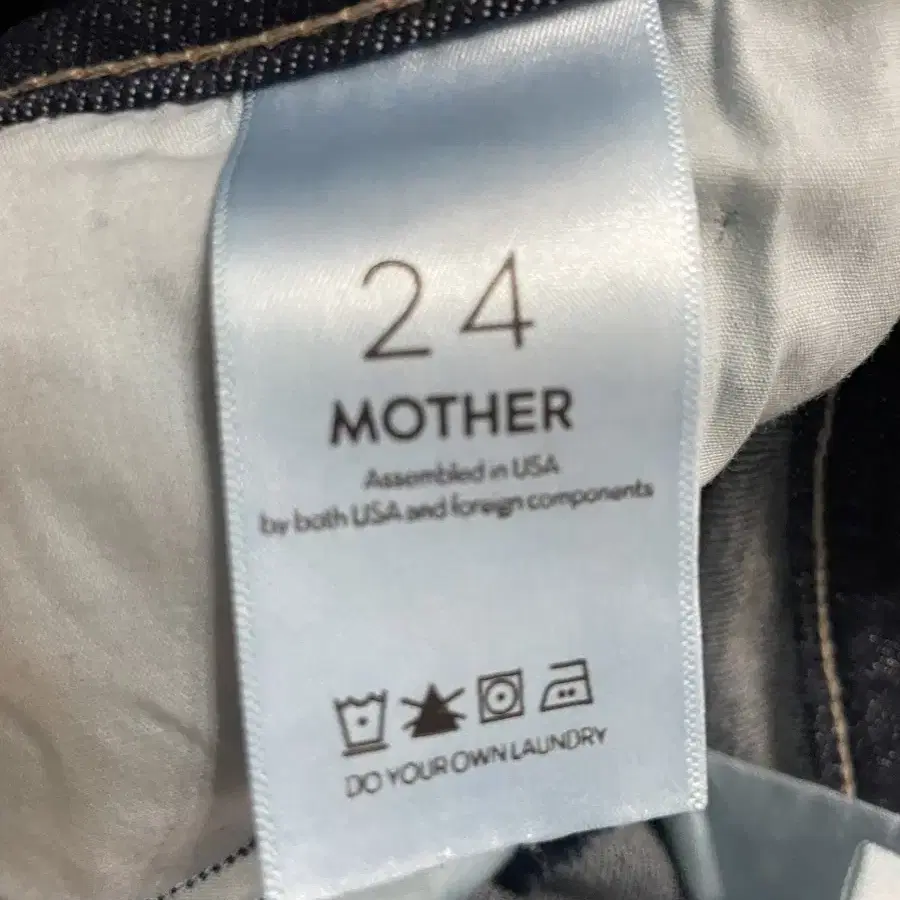 24
MOTHER
Assembled in USA
by both USA and foreign components
DO YOUR OWN LAUNDRY